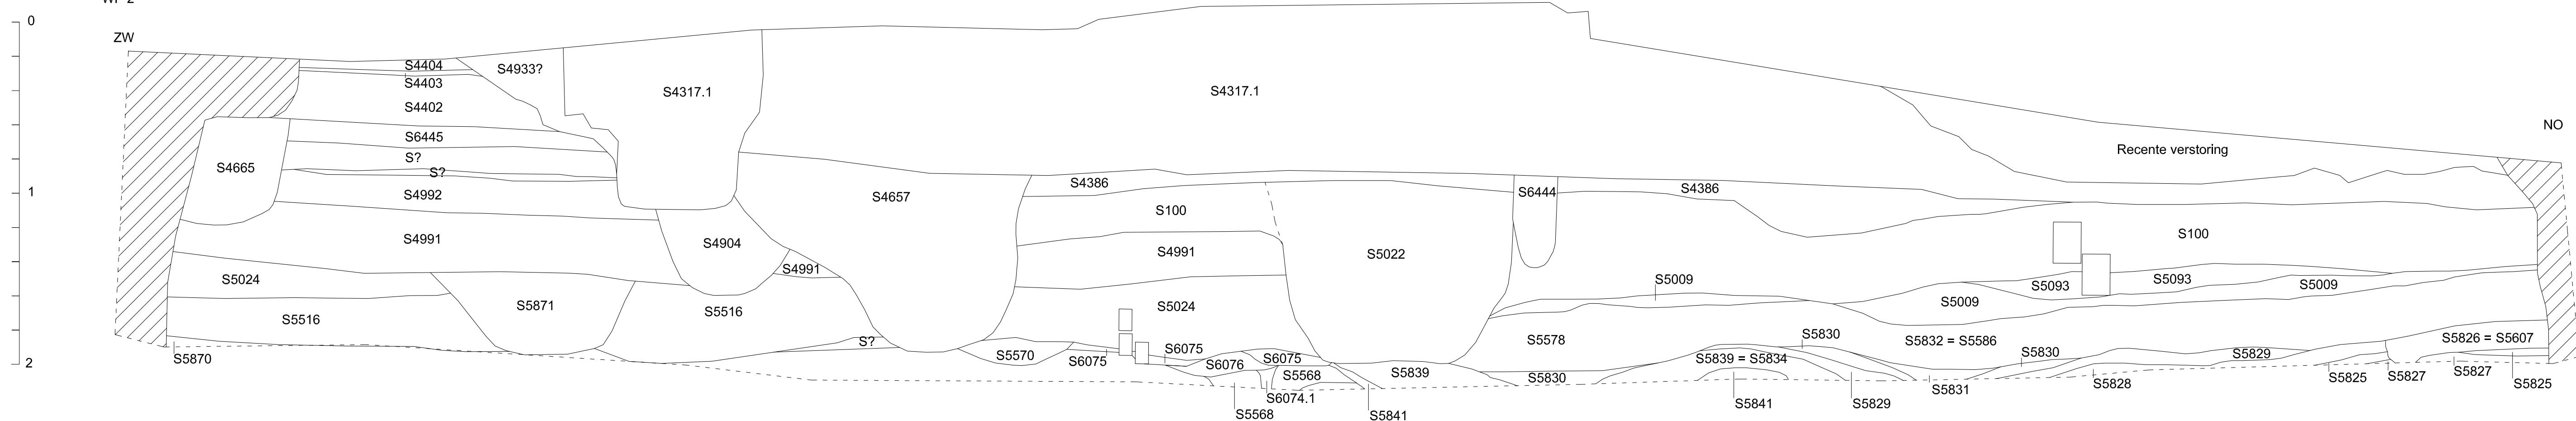 0
ZW
S4404
S4933?
S4403
S4317.1
S4317.1
S4402
NO
S6445
Recente verstoring
S?
S4665
S?
S4386
S4386
1
S4992
S4657
S6444
S100
S100
S4991
S4904
S4991
S5022
S4991
S5024
S5009
S5093
S5093
S5009
S5871
S5024
S5009
S5516
S5516
S5578
S5830
S5832 = S5586
S5826 = S5607
S?
S6075
S5870
S5570
S6075
S6075
S5839 = S5834
S5830
S5829
2
S6076
S5568
S5839
S5830
S5825
S5827
S5827
S5828
S5825
S5831
S6074.1
S5841
S5829
S5568
S5841